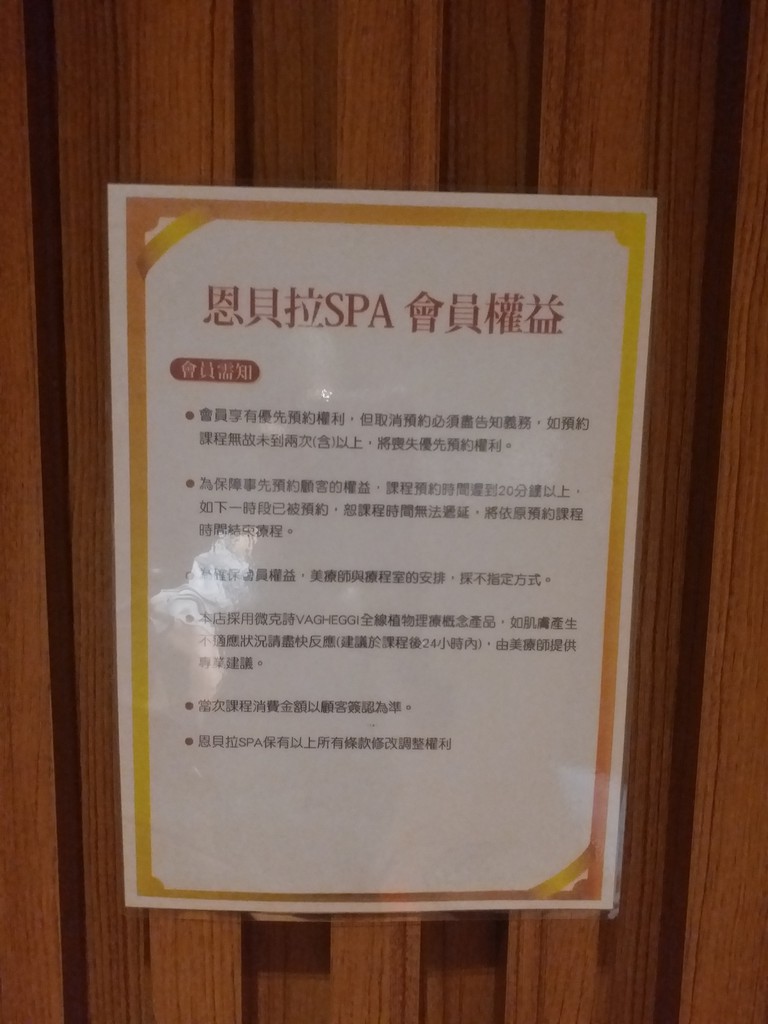 恩貝拉SPA 會員權益
會員需知
● 會員享有優先預約權利，但取消預約必須盡告知義務，如預約
課程無故未到兩次(含)以上，將喪失優先預約權利。
● 為保障事先預約顧客的權益，課程預約時間遲到20分鐘以上，
如下一時段已被預約，恕課程時間無法遞延，將依原預約課程
時間結束療程。
● 為確保會員權益，美療師與療程室的安排，採不指定方式。
● 本店採用微克詩VAGHEGGI全線植物理療概念產品，如肌膚產生
不適應狀況請盡快反應(建議於課程後24小時內)，由美療師提供
專業建議。
● 當次課程消費金額以顧客簽認為準。
● 恩貝拉SPA保有以上所有條款修改調整權利